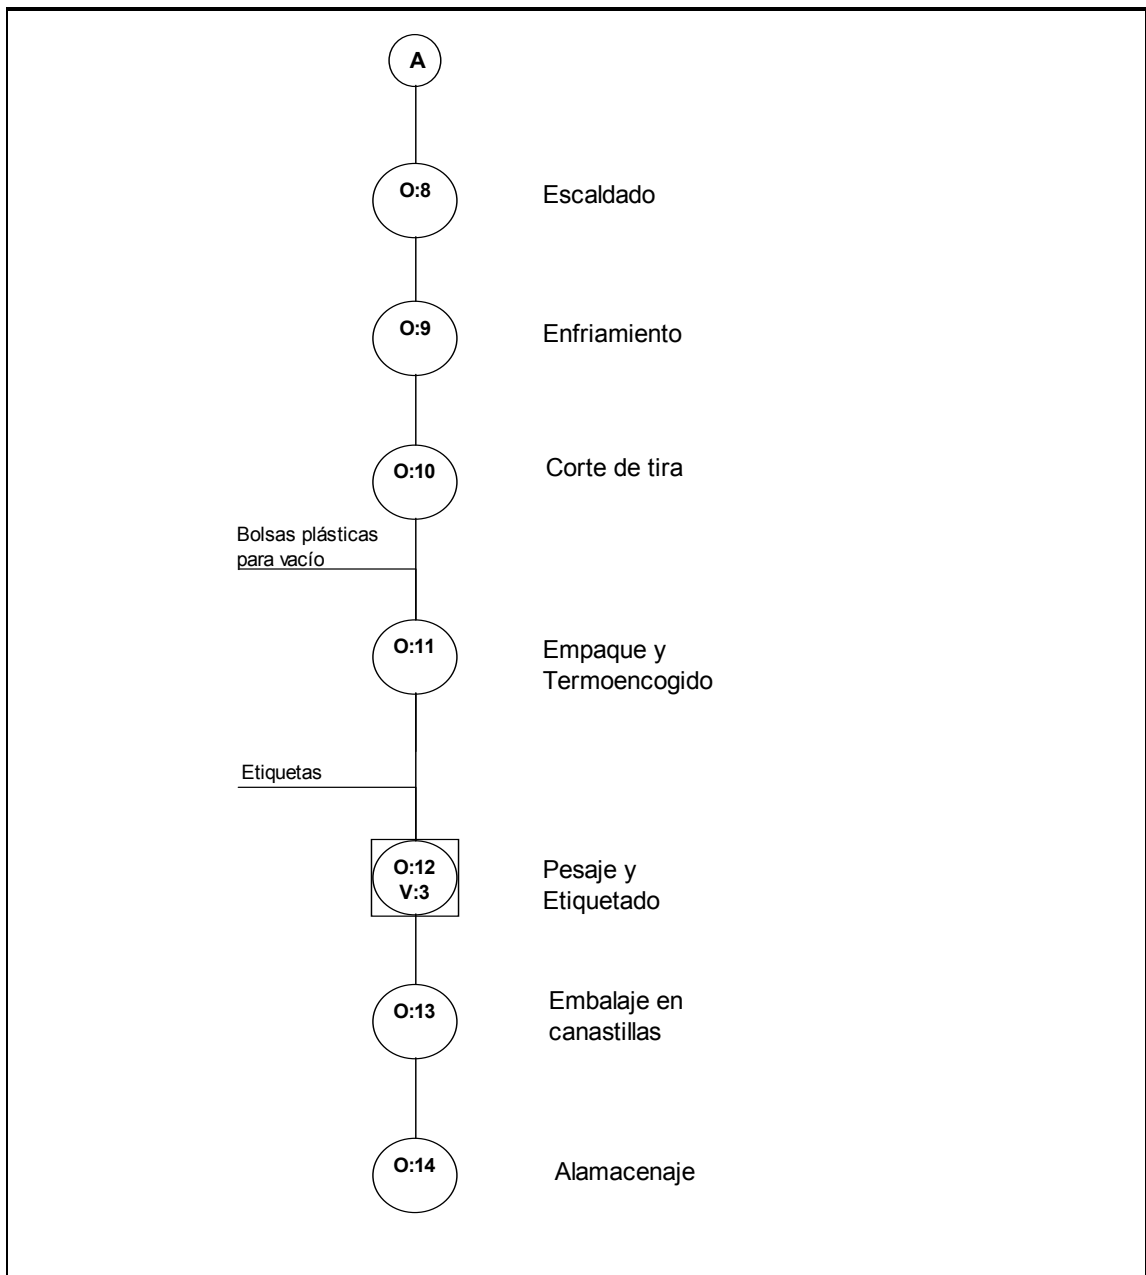 A
O:8
Escaldado
O:9
Enfriamiento
O:10
Corte de tira
Bolsas plásticas
para vacío
O:11
Empaque y
Termoencogido
Etiquetas
O:12
V:3
Pesaje y
Etiquetado
O:13
Embalaje en
canastillas
O:14
Alamacenaje